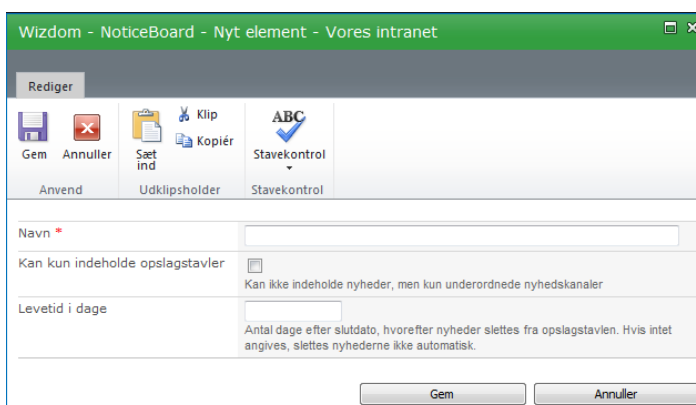 Wizdom - NoticeBoard - Nyt element - Vores intranet
Rediger
Gem
Annuller
Sæt
ind
Klip
Kopiér
ABC
Stavekontrol
Anvend
Udklipsholder
Stavekontrol
Navn *
Kan kun indeholde opslagstavler
Kan ikke indeholde nyheder, men kun underordnede nyhedskanaler
Levetid i dage
Antal dage efter slutdato, hvorefter nyheder slettes fra opslagstavlen. Hvis intet
angives, slettes nyhederne ikke automatisk.
Gem
Annuller